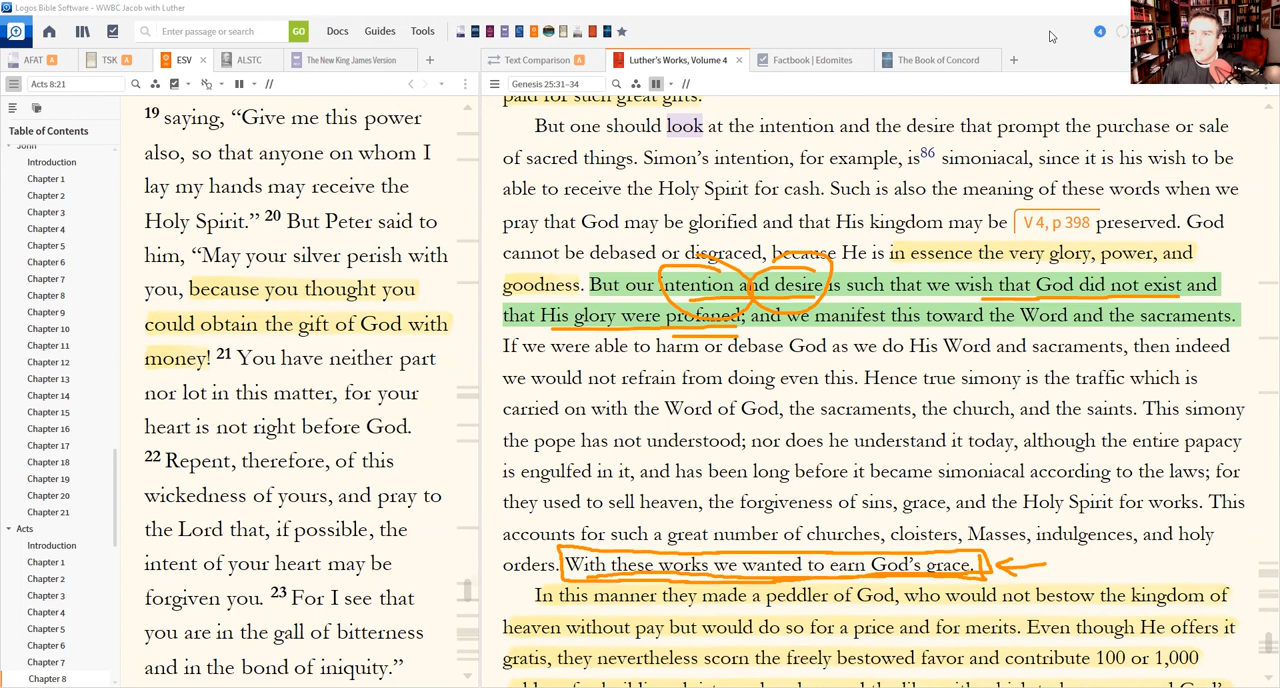 Logos Bible Software - WWBC Jacob with Luther
Enter passage or search GO Docs Guides Tools 4
AFAT A TSK A ESV ALSTC The New King James Version
Text Comparison A Luther's Works, Volume 4 Factbook | Edomites The Book of Concord
Acts 8:21
Genesis 25:31–34
Table of Contents
John
Introduction
Chapter 1
Chapter 2
Chapter 3
Chapter 4
Chapter 5
Chapter 6
Chapter 7
Chapter 8
Chapter 9
Chapter 10
Chapter 11
Chapter 12
Chapter 13
Chapter 14
Chapter 15
Chapter 16
Chapter 17
Chapter 18
Chapter 19
Chapter 20
Chapter 21
Acts
Introduction
Chapter 1
Chapter 2
Chapter 3
Chapter 4
Chapter 5
Chapter 6
Chapter 7
Chapter 8
19 saying, “Give me this power
also, so that anyone on whom I
lay my hands may receive the
Holy Spirit.” 20 But Peter said to
him, “May your silver perish with
you, because you thought you
could obtain the gift of God with
money! 21 You have neither part
nor lot in this matter, for your
heart is not right before God.
22 Repent, therefore, of this
wickedness of yours, and pray to
the Lord that, if possible, the
intent of your heart may be
forgiven you. 23 For I see that
you are in the gall of bitterness
and in the bond of iniquity.”
paid for such great gifts.
But one should look at the intention and the desire that prompt the purchase or sale
of sacred things. Simon’s intention, for example, is86 simoniacal, since it is his wish to be
able to receive the Holy Spirit for cash. Such is also the meaning of these words when we
pray that God may be glorified and that His kingdom may be V 4, p 398 preserved. God
cannot be debased or disgraced, because He is in essence the very glory, power, and
goodness. But our intention and desire is such that we wish that God did not exist and
that His glory were profaned; and we manifest this toward the Word and the sacraments.
If we were able to harm or debase God as we do His Word and sacraments, then indeed
we would not refrain from doing even this. Hence true simony is the traffic which is
carried on with the Word of God, the sacraments, the church, and the saints. This simony
the pope has not understood; nor does he understand it today, although the entire papacy
is engulfed in it, and has been long before it became simoniacal according to the laws; for
they used to sell heaven, the forgiveness of sins, grace, and the Holy Spirit for works. This
accounts for such a great number of churches, cloisters, Masses, indulgences, and holy
orders. With these works we wanted to earn God’s grace.
In this manner they made a peddler of God, who would not bestow the kingdom of
heaven without pay but would do so for a price and for merits. Even though He offers it
gratis, they nevertheless scorn the freely bestowed favor and contribute 100 or 1,000